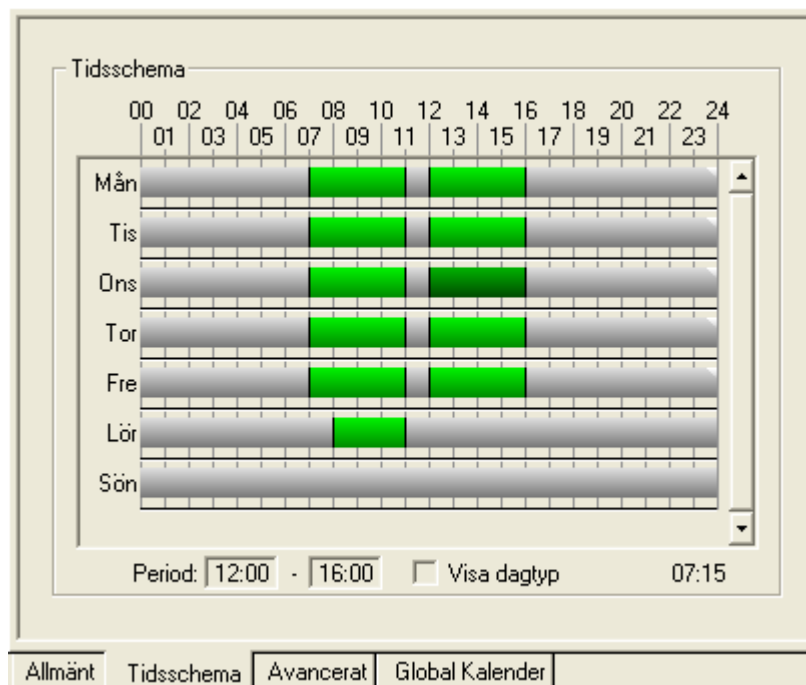 Tidsschema
00 02 04 06 08 10 12 14 16 18 20 22 24
01 03 05 07 09 11 13 15 17 19 21 23
Mån
Tis
Ons
Tor
Fre
Lör
Sön
Period: 12:00 - 16:00 Visa dagtyp 07:15
Allmänt Tidsschema Avancerat Global Kalender